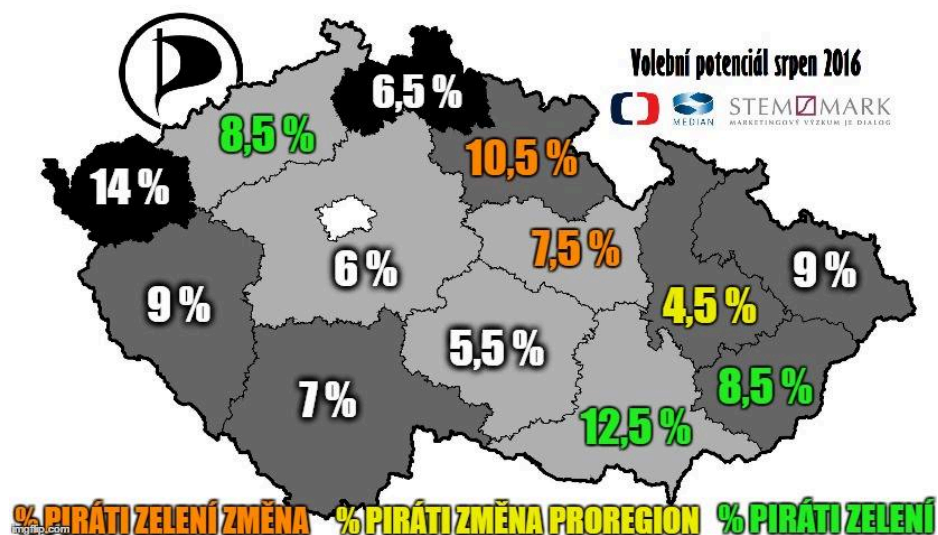 Volební potenciál srpen 2016
MEDIAN
STEM MARK
MARKETINGOVÝ VÝZKUM JE DIALOG
6,5 %
8,5 %
10,5 %
14 %
7,5 %
6 %
9 %
9 %
4,5 %
5,5 %
8,5 %
7 %
12,5 %
% PIRÁTI ZELENÍ ZMĚNA % PIRÁTI ZMĚNA PROREGION % PIRÁTI ZELENÍ
imgflip.com